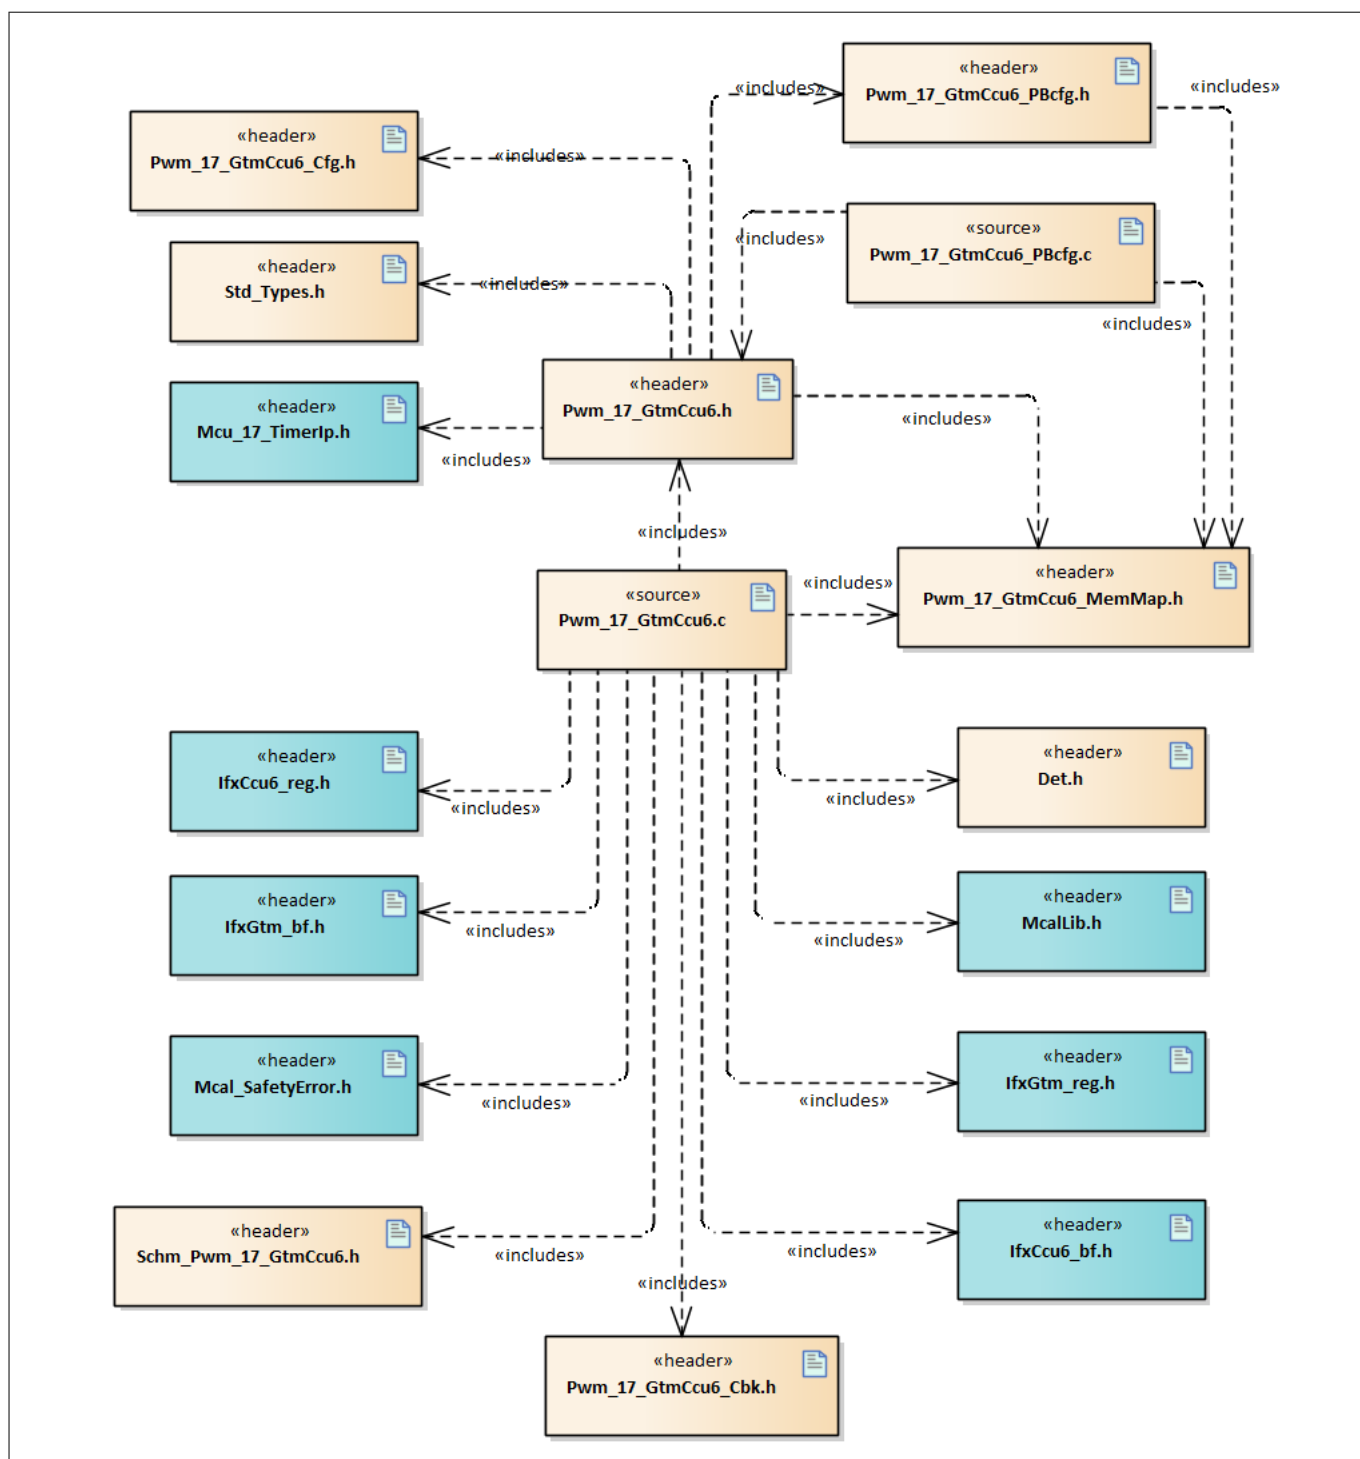 «header»
Pwm_17_GtmCcu6_PBcfg.h
«includes»
«includes»
«header»
Pwm_17_GtmCcu6_Cfg.h
«includes»
«source»
Pwm_17_GtmCcu6_PBcfg.c
«includes»
«header»
Std_Types.h
«includes»
«includes»
«header»
Pwm_17_GtmCcu6.h
«header»
Mcu_17_TimerIp.h
«includes»
«includes»
«includes»
«header»
Pwm_17_GtmCcu6_MemMap.h
«source»
Pwm_17_GtmCcu6.c
«includes»
«header»
IfxCcu6_reg.h
«includes»
«header»
Det.h
«includes»
«header»
IfxGtm_bf.h
«includes»
«header»
McalLib.h
«includes»
«header»
Mcal_SafetyError.h
«includes»
«header»
IfxGtm_reg.h
«includes»
«header»
Schm_Pwm_17_GtmCcu6.h
«includes»
«header»
IfxCcu6_bf.h
«includes»
«includes»
«header»
Pwm_17_GtmCcu6_Cbk.h